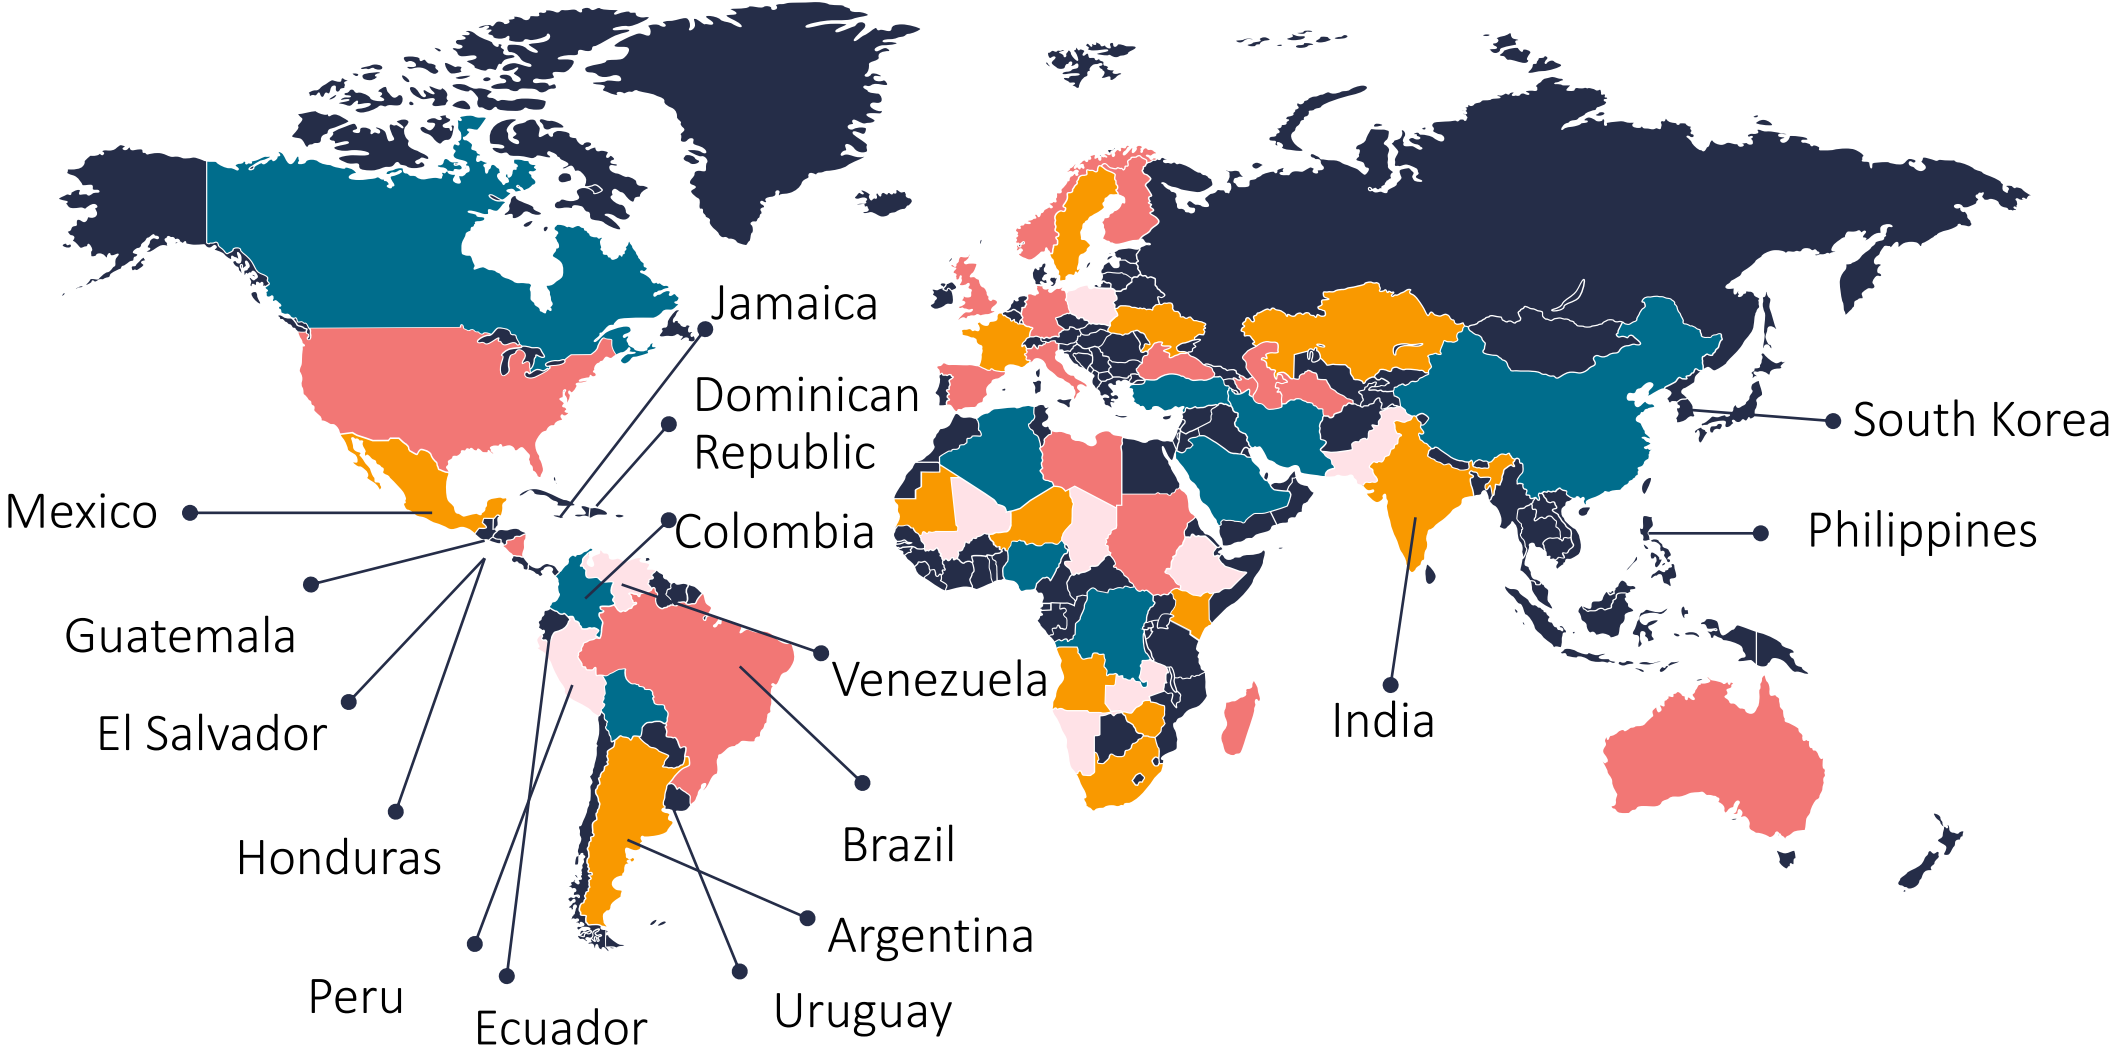 Jamaica
Dominican
Republic
South Korea
Mexico
Colombia
Philippines
Guatemala
Venezuela
El Salvador
India
Honduras
Brazil
Argentina
Peru
Uruguay
Ecuador